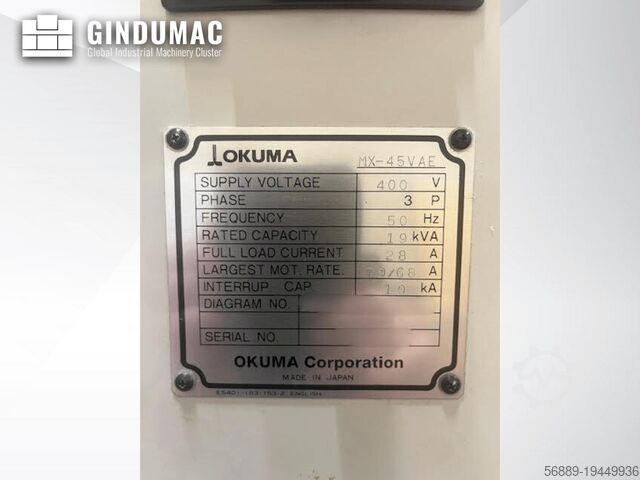 GINDUMAC
Global Industrial Machinery Cluster
OKUMA MX-45VAE
SUPPLY VOLTAGE 400 V
PHASE 3 P
FREQUENCY 50 Hz
RATED CAPACITY 19 kVA
FULL LOAD CURRENT 28 A
LARGEST MOT. RATE. /68 A
INTERRUP. CAP. 10 kA
DIAGRAM NO.
SERIAL NO.
OKUMA Corporation
MADE IN JAPAN
ENGLISH
56889-19449936